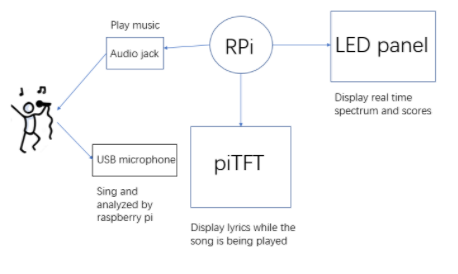 Play music
Audio jack
RPi
LED panel
Display real time
spectrum and scores
USB microphone
Sing and
analyzed by
raspberry pi
piTFT
Display lyrics while the
song is being played